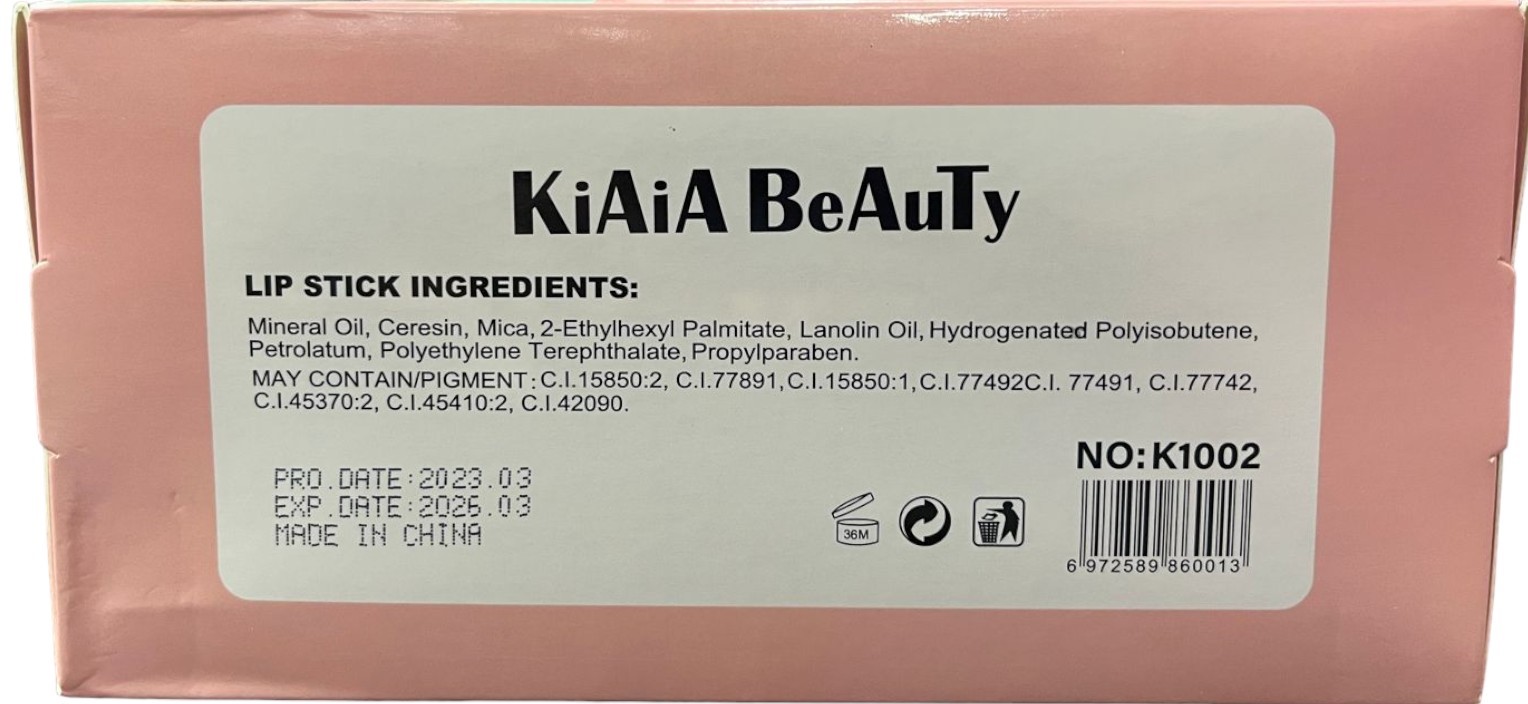 KiAiA BeAuTy
LIP STICK INGREDIENTS:
Mineral Oil, Ceresin, Mica, 2-Ethylhexyl Palmitate, Lanolin Oil, Hydrogenated Polyisobutene,
Petrolatum, Polyethylene Terephthalate, Propylparaben.
MAY CONTAIN/PIGMENT: C.I.15850:2, C.I.77891, C.I.15850:1, C.I.77492C.I. 77491, C.I.77742,
C.I.45370:2, C.I.45410:2, C.I.42090.
PRO.DATE:2023.03
EXP.DATE:2026.03
MADE IN CHINA
36M
NO:K1002
6 972589 860013